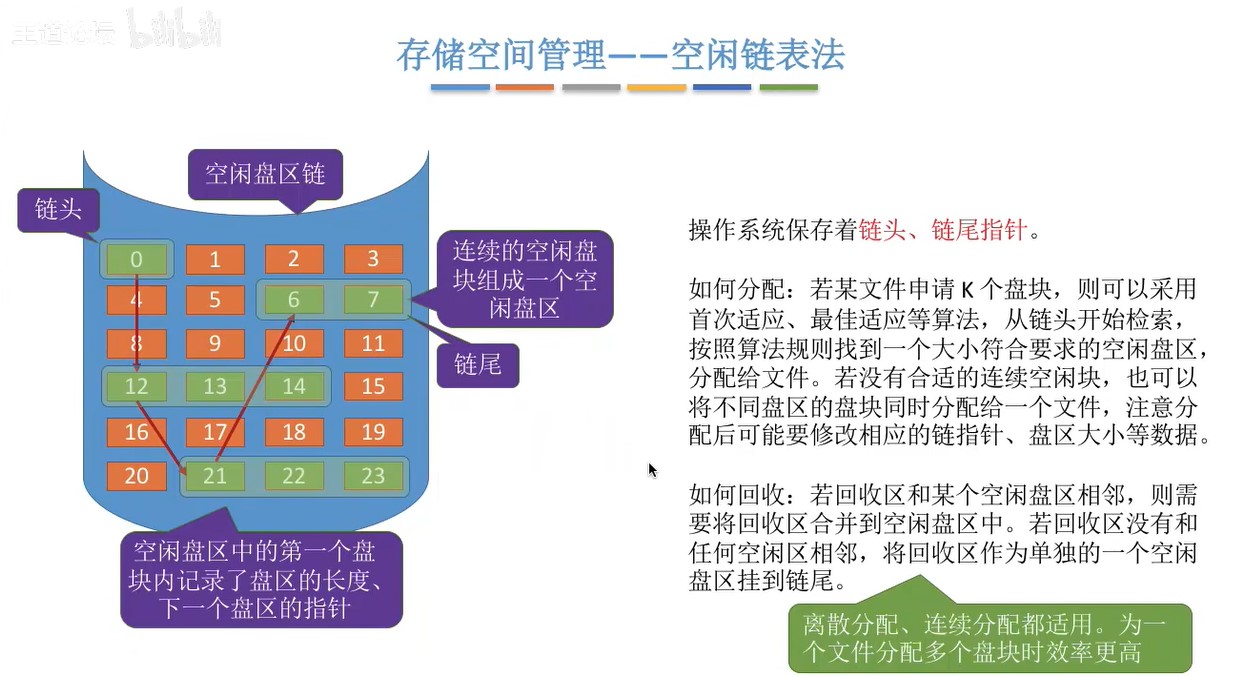 王道论坛 bilibili
存储空间管理——空闲链表法
空闲盘区链
链头
0 1 2 3
4 5 6 7
8 9 10 11
12 13 14 15
16 17 18 19
20 21 22 23
连续的空闲盘
块组成一个空
闲盘区
链尾
空闲盘区中的第一个盘
块内记录了盘区的长度、
下一个盘区的指针
操作系统保存着链头、链尾指针。
如何分配：若某文件申请 K 个盘块，则可以采用
首次适应、最佳适应等算法，从链头开始检索，
按照算法规则找到一个大小符合要求的空闲盘区，
分配给文件。若没有合适的连续空闲块，也可以
将不同盘区的盘块同时分配给一个文件，注意分
配后可能要修改相应的链指针、盘区大小等数据。
如何回收：若回收区和某个空闲盘区相邻，则需
要将回收区合并到空闲盘区中。若回收区没有和
任何空闲区相邻，将回收区作为单独的一个空闲
盘区挂到链尾。
离散分配、连续分配都适用。为一
个文件分配多个盘块时效率更高